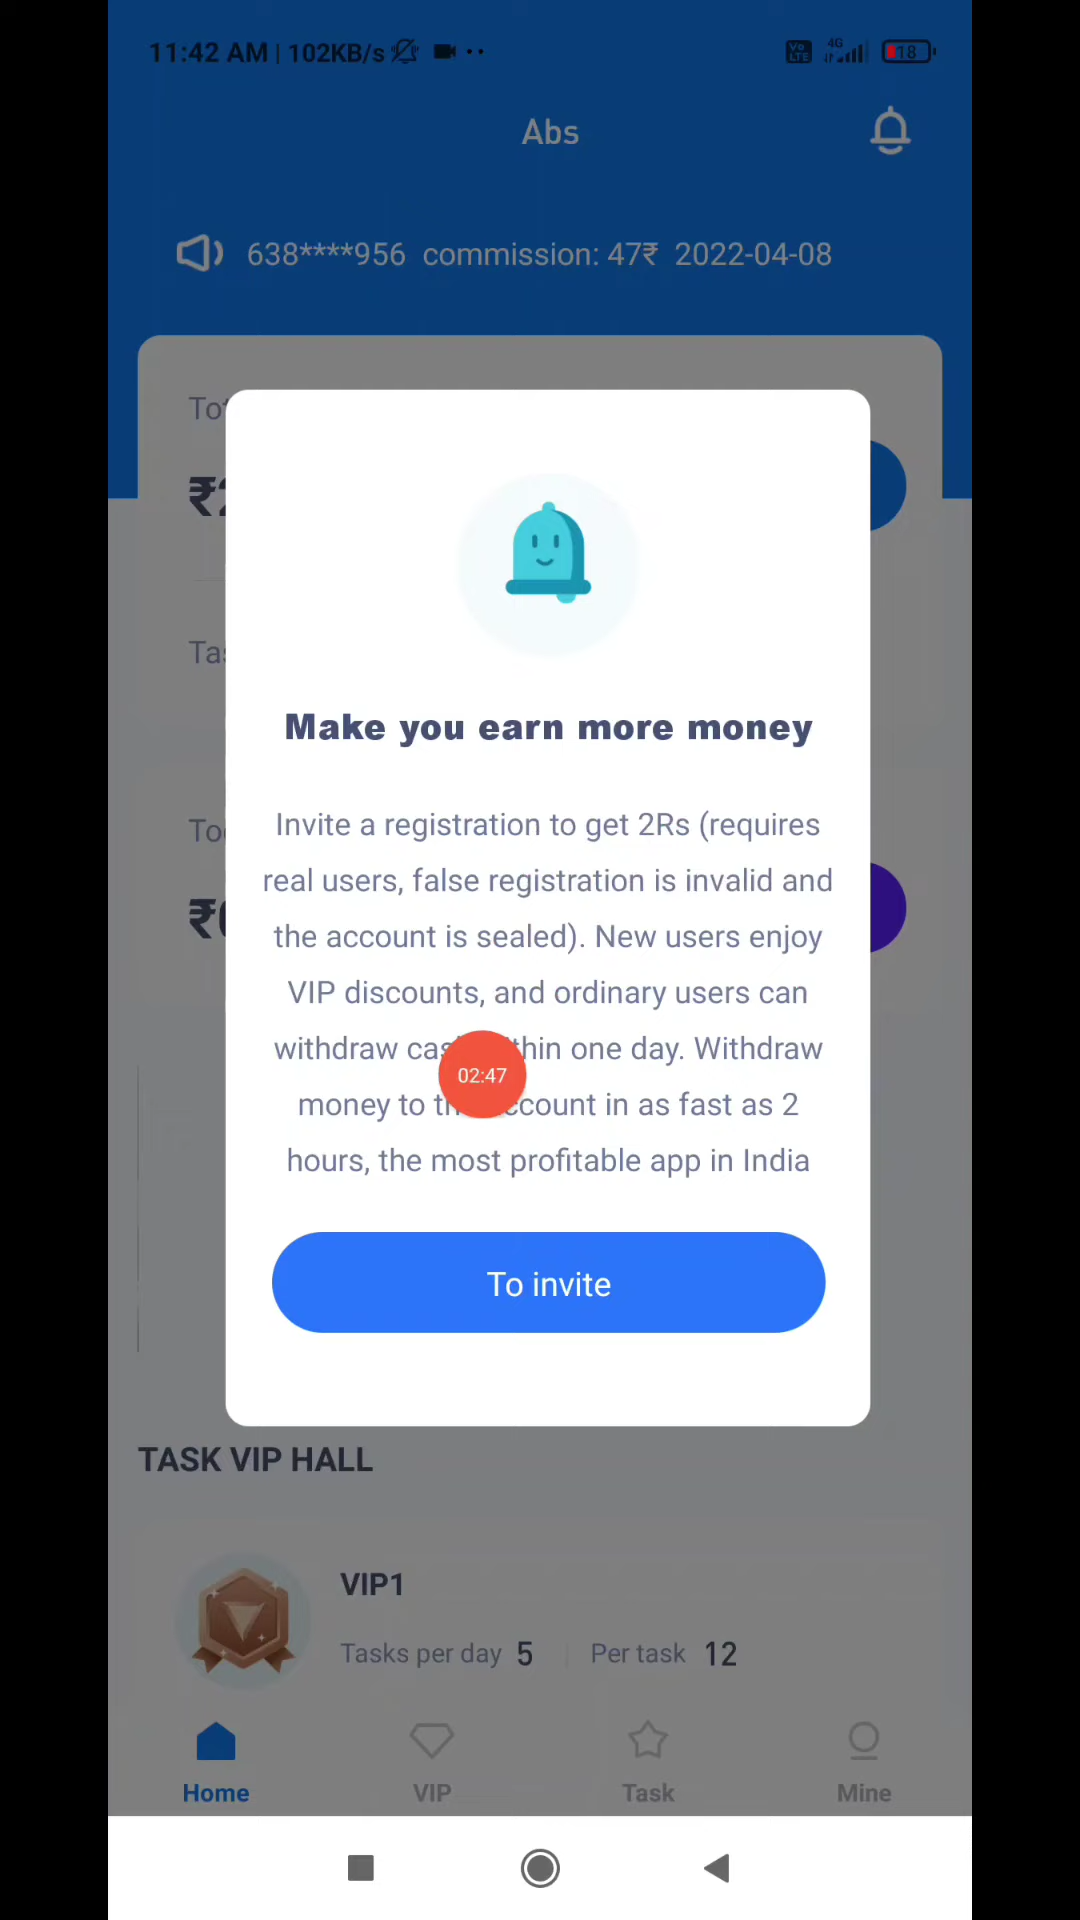 11:42 AM | 102KB/s
Vo LTE 4G 18
Abs
638****956 commission: 47₹ 2022-04-08
Make you earn more money
Invite a registration to get 2Rs (requires
real users, false registration is invalid and
the account is sealed). New users enjoy
VIP discounts, and ordinary users can
withdraw one day. Withdraw
money to in as fast as 2
02:47
hours, the most profitable app in India
To invite
TASK VIP HALL
VIP1
Tasks per day 5 Per task 12
Home VIP Task Mine